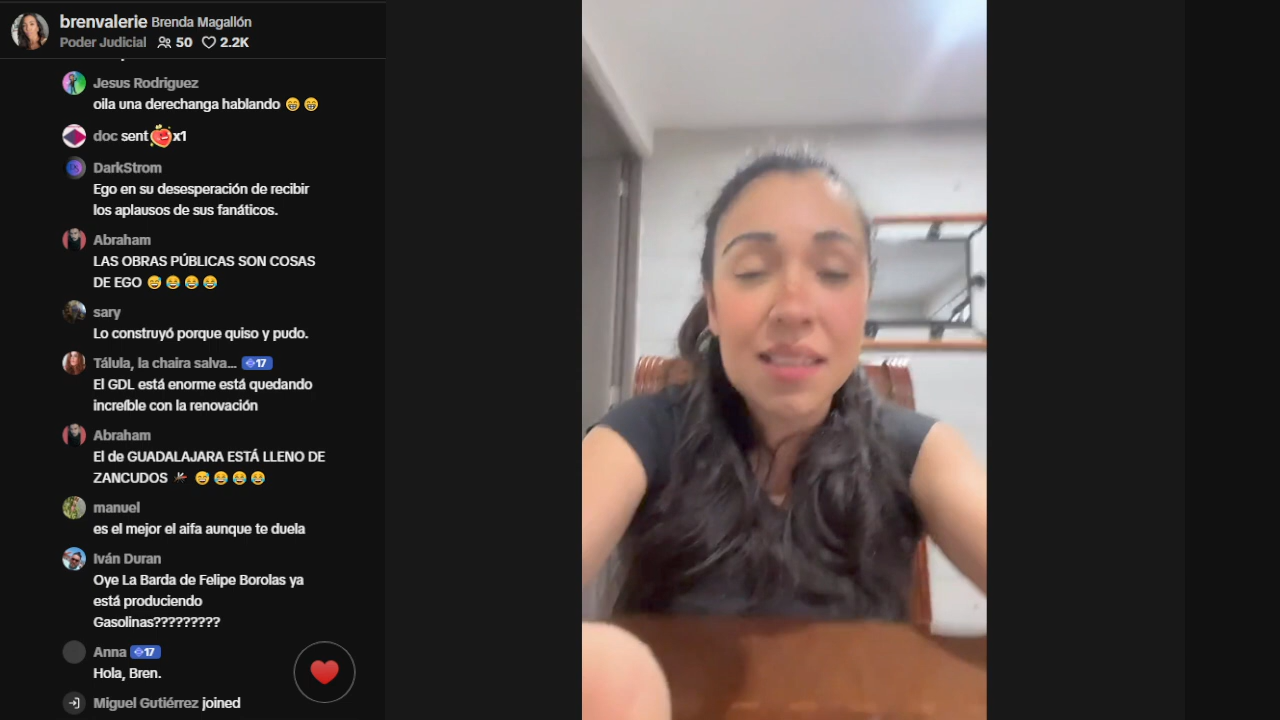 brenvalerie Brenda Magallón
Poder Judicial 50 2.2K
Jesus Rodriguez
oila una derechanga hablando 😁😁
doc sent x1
DarkStrom
Ego en su desesperación de recibir
los aplausos de sus fanáticos.
Abraham
LAS OBRAS PÚBLICAS SON COSAS
DE EGO 😅😂😂😂
sary
Lo construyó porque quiso y pudo.
Tálula, la chaira salva... 17
El GDL está enorme está quedando
increíble con la renovación
Abraham
El de GUADALAJARA ESTÁ LLENO DE
ZANCUDOS 🦟 😅😂😂😂
manuel
es el mejor el aifa aunque te duela
Iván Duran
Oye La Barda de Felipe Borolas ya
está produciendo
Gasolinas?????????
Anna 17
Hola, Bren.
Miguel Gutiérrez joined